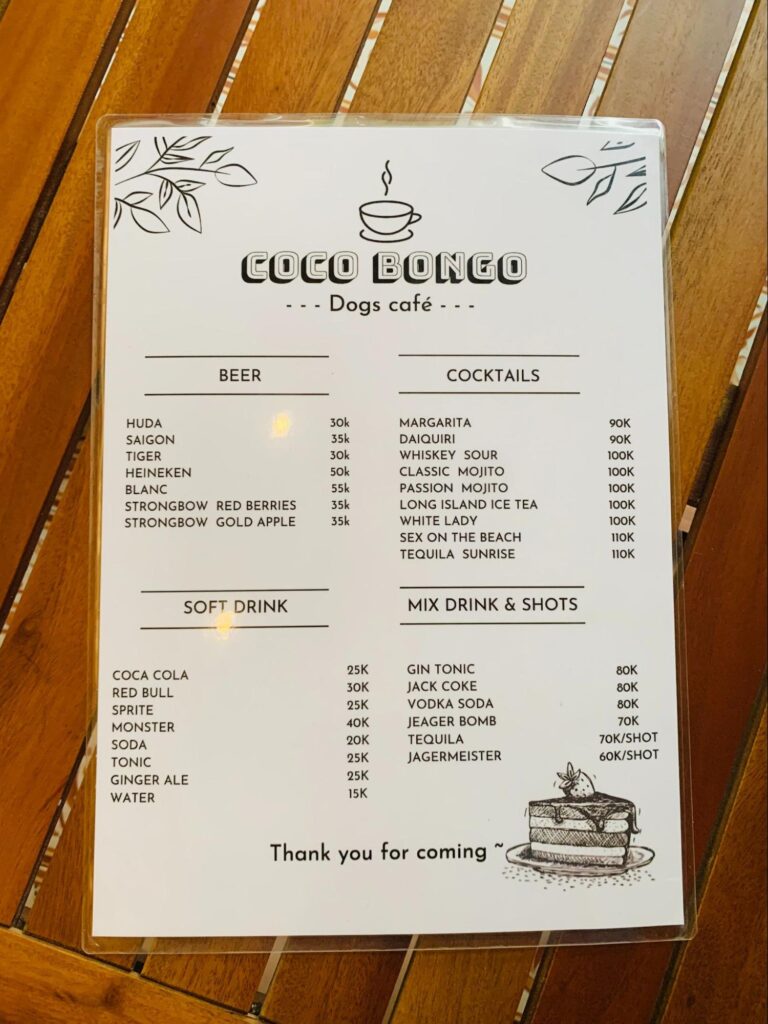 COCO BONGO
- - - Dogs café - - -
BEER
HUDA 30k
SAIGON 35k
TIGER 30k
HEINEKEN 50k
BLANC 55k
STRONGBOW RED BERRIES 35k
STRONGBOW GOLD APPLE 35k
COCKTAILS
MARGARITA 90K
DAIQUIRI 90K
WHISKEY SOUR 100K
CLASSIC MOJITO 100K
PASSION MOJITO 100K
LONG ISLAND ICE TEA 100K
WHITE LADY 100K
SEX ON THE BEACH 110K
TEQUILA SUNRISE 110K
SOFT DRINK
COCA COLA 25K
RED BULL 30K
SPRITE 25K
MONSTER 40K
SODA 20K
TONIC 25K
GINGER ALE 25K
WATER 15K
MIX DRINK & SHOTS
GIN TONIC 80K
JACK COKE 80K
VODKA SODA 80K
JEAGER BOMB 70K
TEQUILA 70K/SHOT
JAGERMEISTER 60K/SHOT
Thank you for coming ~